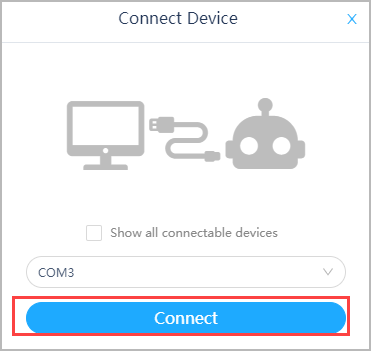 Connect Device
X
Show all connectable devices
COM3
Connect